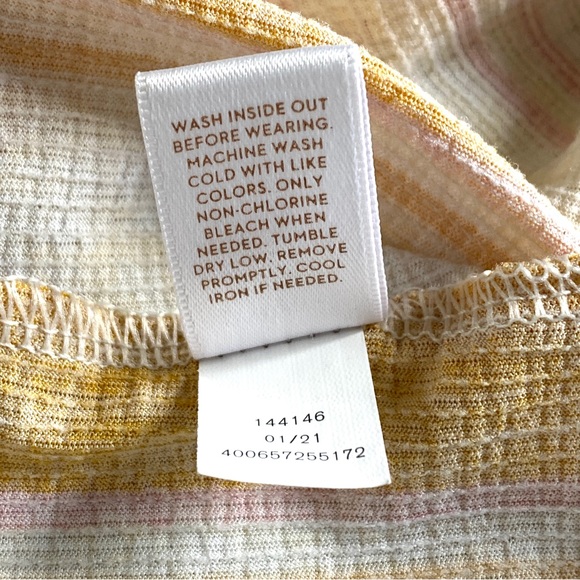 WASH INSIDE OUT
BEFORE WEARING.
MACHINE WASH
COLD WITH LIKE
COLORS. ONLY
NON-CHLORINE
BLEACH WHEN
NEEDED. TUMBLE
DRY LOW. REMOVE
PROMPTLY. COOL
IRON IF NEEDED.
144146
01/21
400657255172